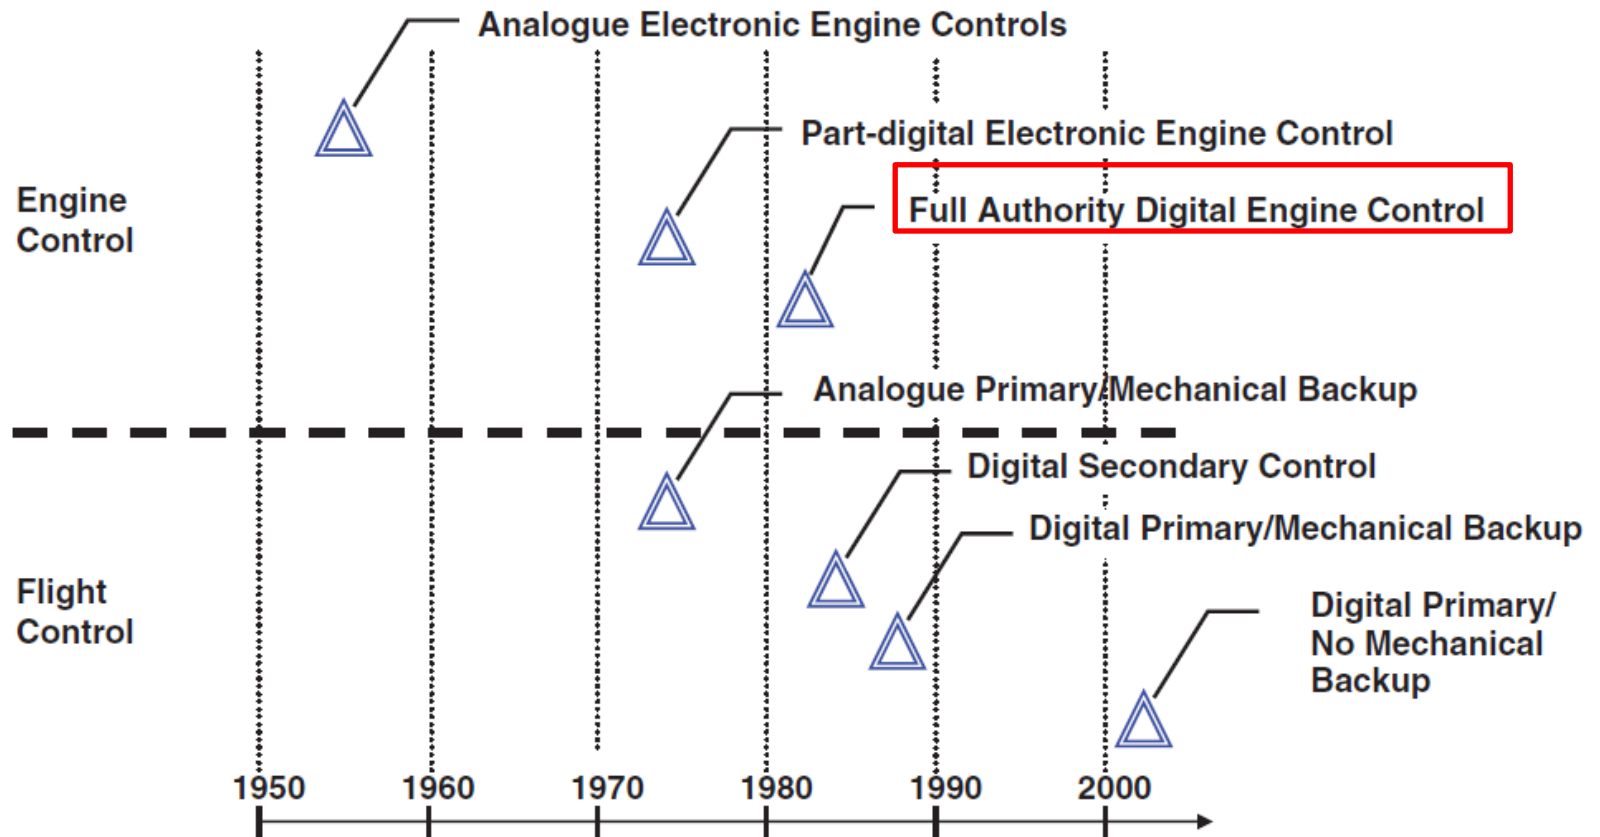 Analogue Electronic Engine Controls
Part-digital Electronic Engine Control
Engine
Control
Full Authority Digital Engine Control
Analogue Primary/Mechanical Backup
Digital Secondary Control
Digital Primary/Mechanical Backup
Flight
Control
Digital Primary/
No Mechanical
Backup
1950 1960 1970 1980 1990 2000